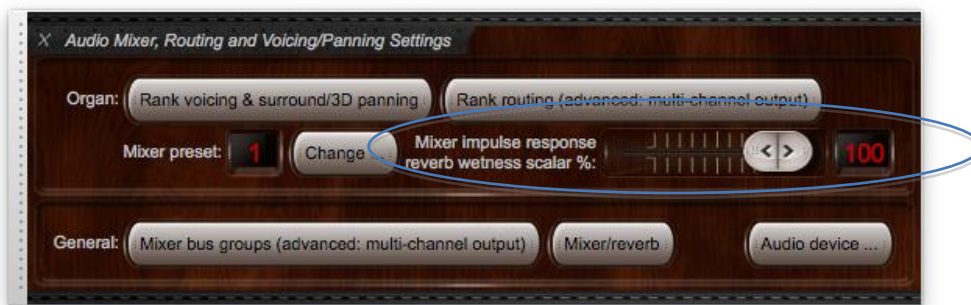 X Audio Mixer, Routing and Voicing/Panning Settings
Organ: Rank voicing & surround/3D panning Rank routing (advanced: multi-channel output)
Mixer preset: 1 Change ... Mixer impulse response
reverb wetness scalar %: < > 100
General: Mixer bus groups (advanced: multi-channel output) Mixer/reverb Audio device ...